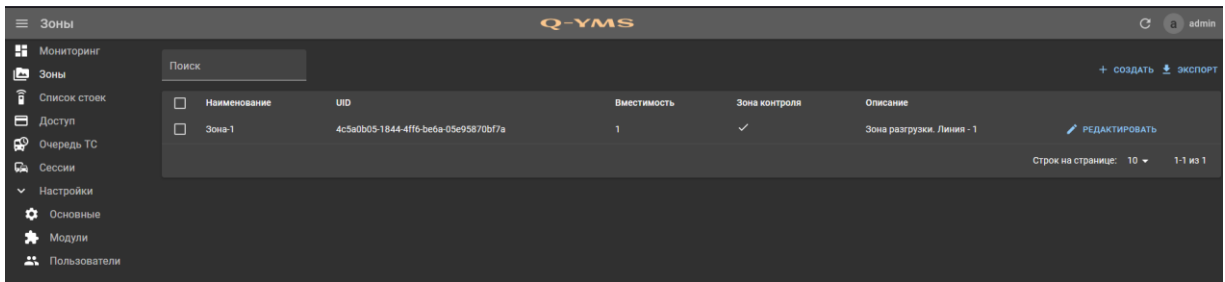 Зоны
Q-YMS
a admin
Мониторинг
Зоны
Список стоек
Доступ
Очередь ТС
Сессии
Настройки
Основные
Модули
Пользователи
Поиск
+ СОЗДАТЬ ЭКСПОРТ
Наименование UID Вместимость Зона контроля Описание
Зона-1 4c5a0b05-1844-4ff6-be6a-05e95870bf7a 1 Зона разгрузки. Линия - 1 РЕДАКТИРОВАТЬ
Строк на странице: 10 1-1 из 1